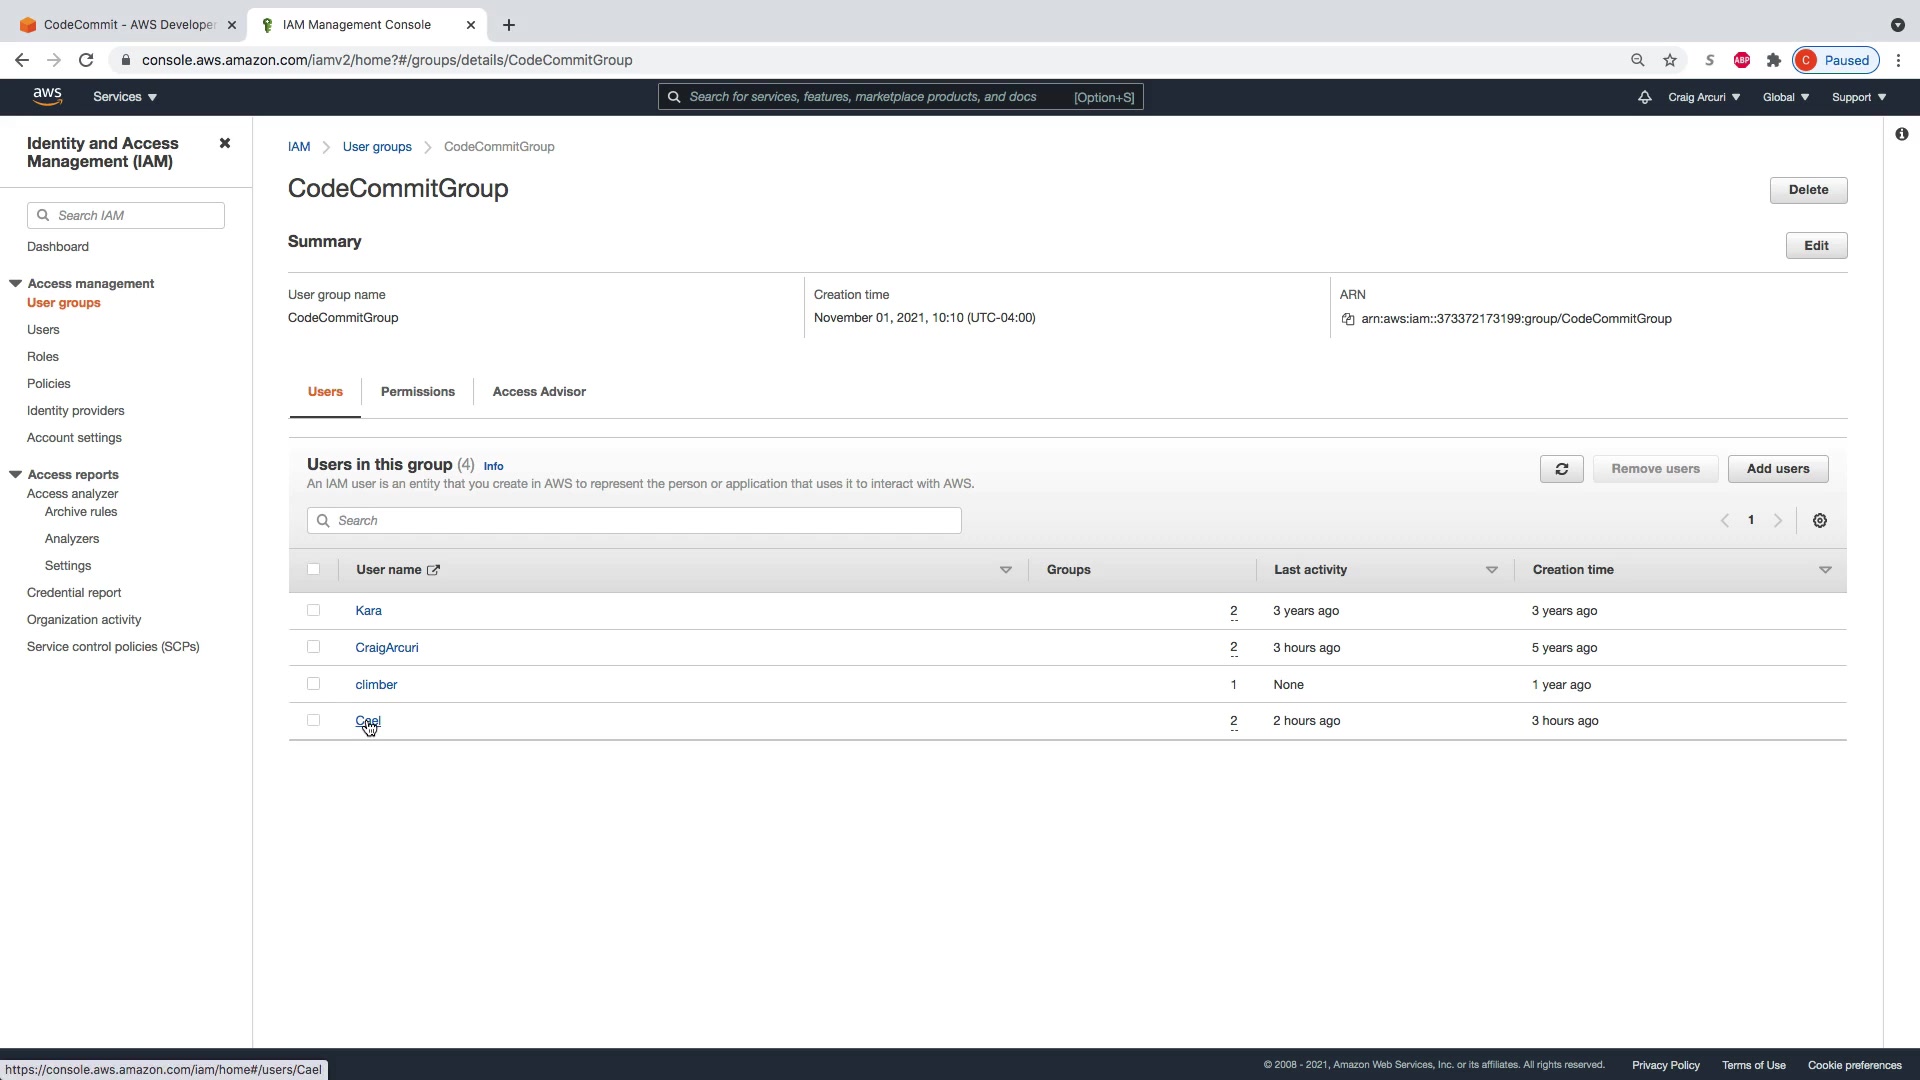 CodeCommit - AWS Developer
IAM Management Console
console.aws.amazon.com/iamv2/home?#/groups/details/CodeCommitGroup
S
ABP
C
Paused
aws
Services
Search for services, features, marketplace products, and docs
[Option+S]
Craig Arcuri
Global
Support
Identity and Access
Management (IAM)
Search IAM
Dashboard
Access management
User groups
Users
Roles
Policies
Identity providers
Account settings
Access reports
Access analyzer
Archive rules
Analyzers
Settings
Credential report
Organization activity
Service control policies (SCPs)
IAM
User groups
CodeCommitGroup
CodeCommitGroup
Delete
Summary
Edit
User group name
CodeCommitGroup
Creation time
November 01, 2021, 10:10 (UTC-04:00)
ARN
arn:aws:iam::373372173199:group/CodeCommitGroup
Users
Permissions
Access Advisor
Users in this group (4) Info
An IAM user is an entity that you create in AWS to represent the person or application that uses it to interact with AWS.
Remove users
Add users
Search
1
User name
Groups
Last activity
Creation time
Kara
2
3 years ago
3 years ago
CraigArcuri
2
3 hours ago
5 years ago
climber
1
None
1 year ago
Cael
2
2 hours ago
3 hours ago
https://console.aws.amazon.com/iam/home#/users/Cael
© 2008 - 2021, Amazon Web Services, Inc. or its affiliates. All rights reserved.
Privacy Policy
Terms of Use
Cookie preferences